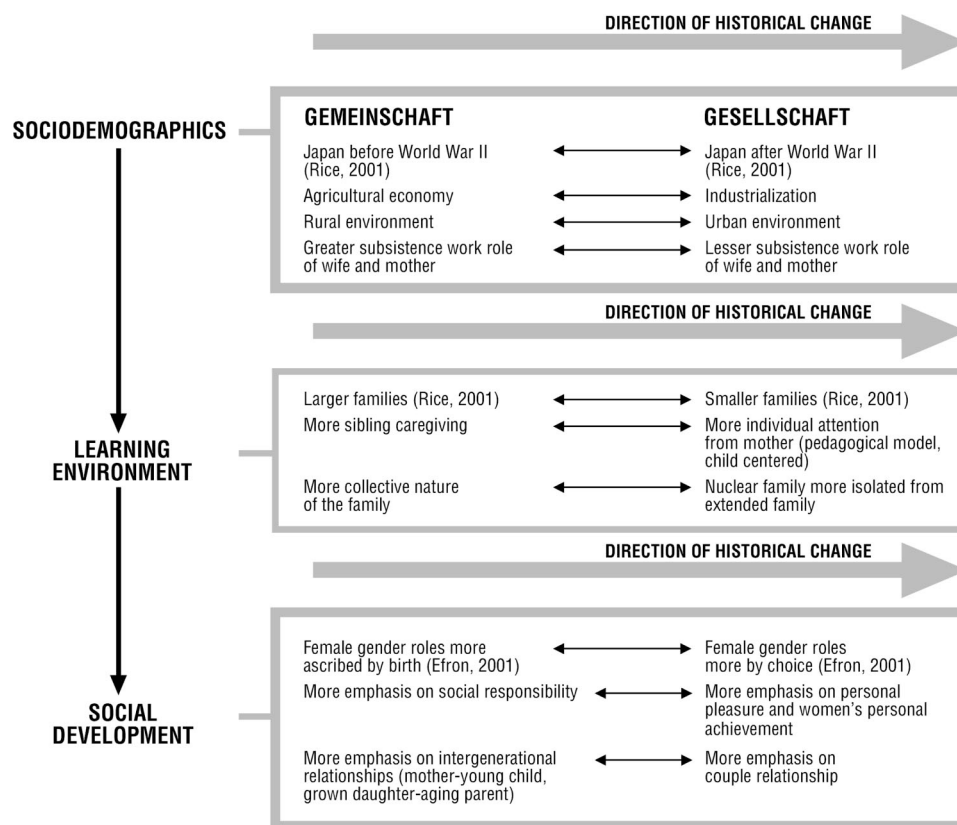 DIRECTION OF HISTORICAL CHANGE
SOCIODEMOGRAPHICS
GEMEINSCHAFT
GESELLSCHAFT
Japan before World War II
(Rice, 2001)
Japan after World War II
(Rice, 2001)
Agricultural economy
Industrialization
Rural environment
Urban environment
Greater subsistence work role
of wife and mother
Lesser subsistence work role
of wife and mother
DIRECTION OF HISTORICAL CHANGE
LEARNING
ENVIRONMENT
Larger families (Rice, 2001)
Smaller families (Rice, 2001)
More sibling caregiving
More individual attention
from mother (pedagogical model,
child centered)
More collective nature
of the family
Nuclear family more isolated from
extended family
DIRECTION OF HISTORICAL CHANGE
SOCIAL
DEVELOPMENT
Female gender roles more
ascribed by birth (Efron, 2001)
Female gender roles
more by choice (Efron, 2001)
More emphasis on social responsibility
More emphasis on personal
pleasure and women’s personal
achievement
More emphasis on intergenerational
relationships (mother-young child,
grown daughter-aging parent)
More emphasis on
couple relationship